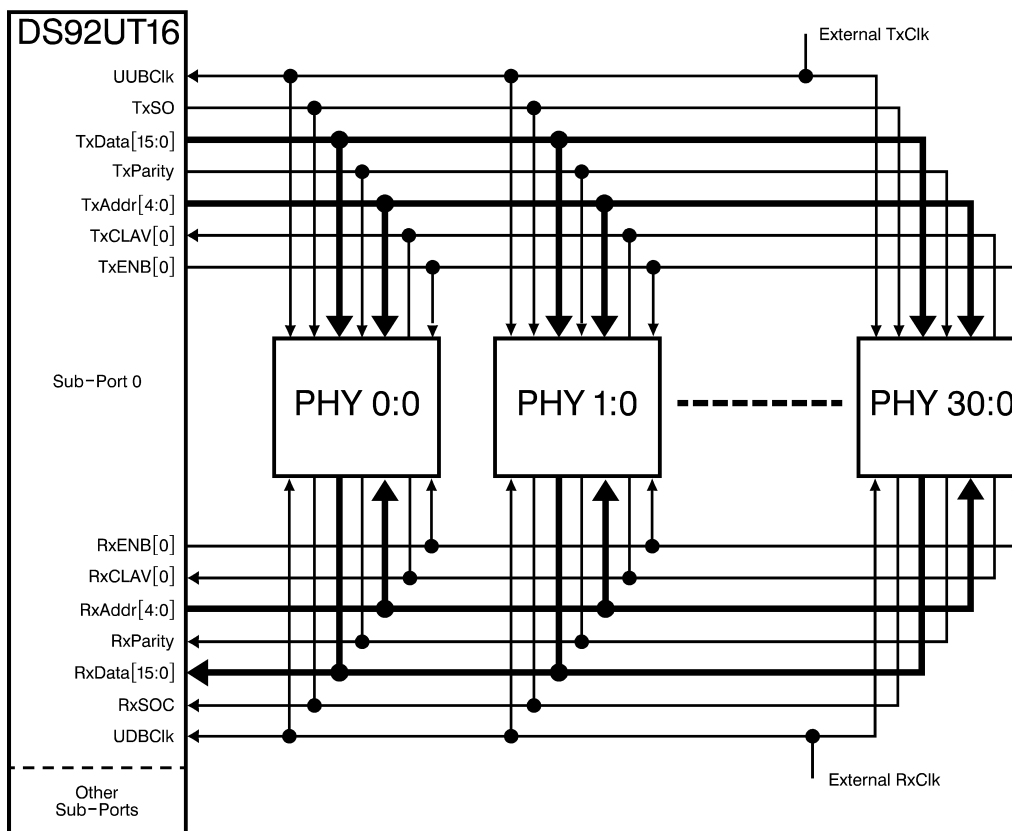 DS92UT16
External TxClk
UUBClk
TxSO
TxData[15:0]
TxParity
TxAddr[4:0]
TxCLAV[0]
TxENB[0]
Sub-Port 0
PHY 0:0
PHY 1:0
PHY 30:0
RxENB[0]
RxCLAV[0]
RxAddr[4:0]
RxParity
RxData[15:0]
RxSOC
UDBClk
External RxClk
Other
Sub-Ports